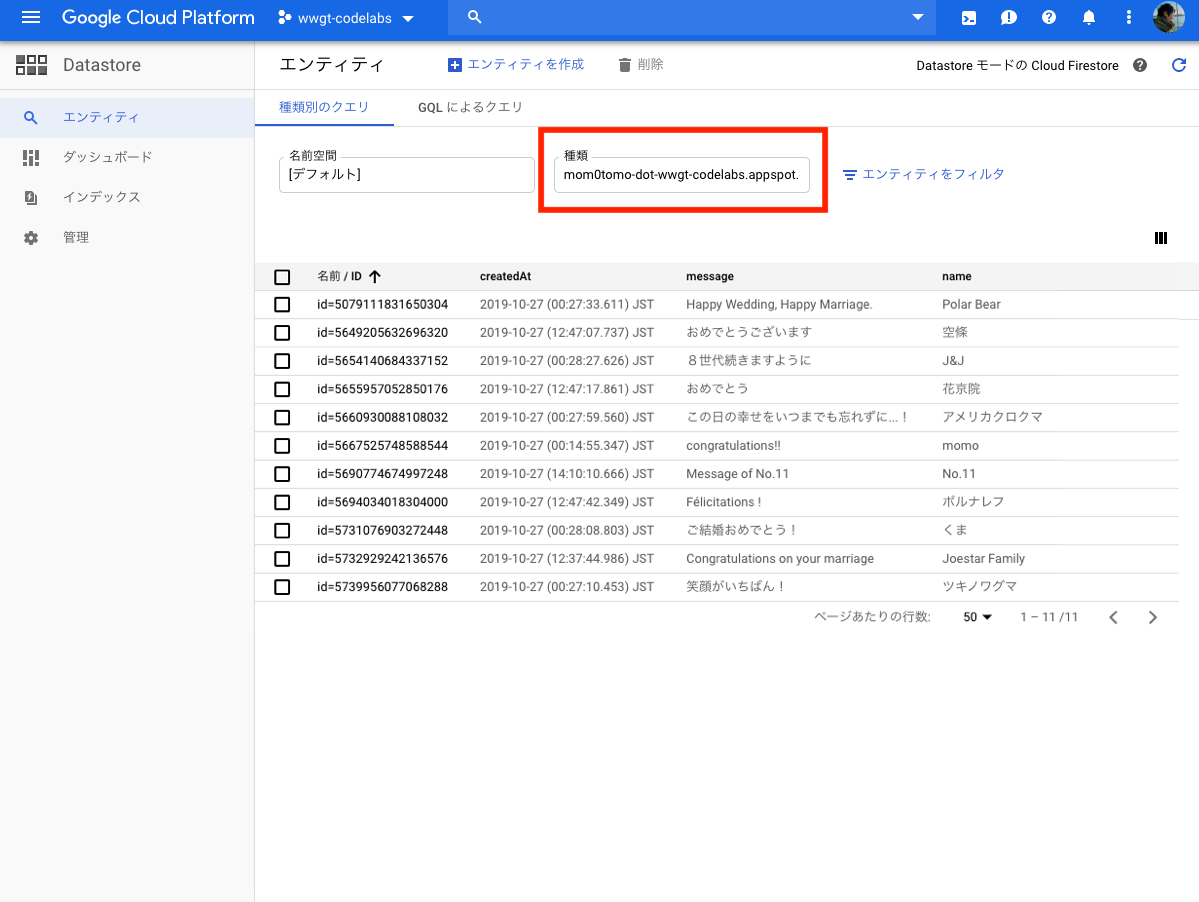 Google Cloud Platform wwgt-codelabs
Datastore
エンティティ エンティティを作成 削除 Datastore モードの Cloud Firestore
エンティティ
ダッシュボード
インデックス
管理
種類別のクエリ GQL によるクエリ
名前空間 種類
[デフォルト] mom0tomo-dot-wwgt-codelabs.appspot. エンティティをフィルタ
名前 / ID createdAt message name
id=5079111831650304 2019-10-27 (00:27:33.611) JST Happy Wedding, Happy Marriage. Polar Bear
id=5649205632696320 2019-10-27 (12:47:07.737) JST おめでとうございます 空條
id=5654140684337152 2019-10-27 (00:28:27.626) JST ８世代続きますように J&J
id=5655957052850176 2019-10-27 (12:47:17.861) JST おめでとう 花京院
id=5660930088108032 2019-10-27 (00:27:59.560) JST この日の幸せをいつまでも忘れずに...！ アメリカクロクマ
id=5667525748588544 2019-10-27 (00:14:55.347) JST congratulations!! momo
id=5690774674997248 2019-10-27 (14:10:10.666) JST Message of No.11 No.11
id=5694034018304000 2019-10-27 (12:47:42.349) JST Félicitations ! ポルナレフ
id=5731076903272448 2019-10-27 (00:28:08.803) JST ご結婚おめでとう！ くま
id=5732929242136576 2019-10-27 (12:37:44.986) JST Congratulations on your marriage Joestar Family
id=5739956077068288 2019-10-27 (00:27:10.453) JST 笑顔がいちばん！ ツキノワグマ
ページあたりの行数: 50 1 – 11 /11